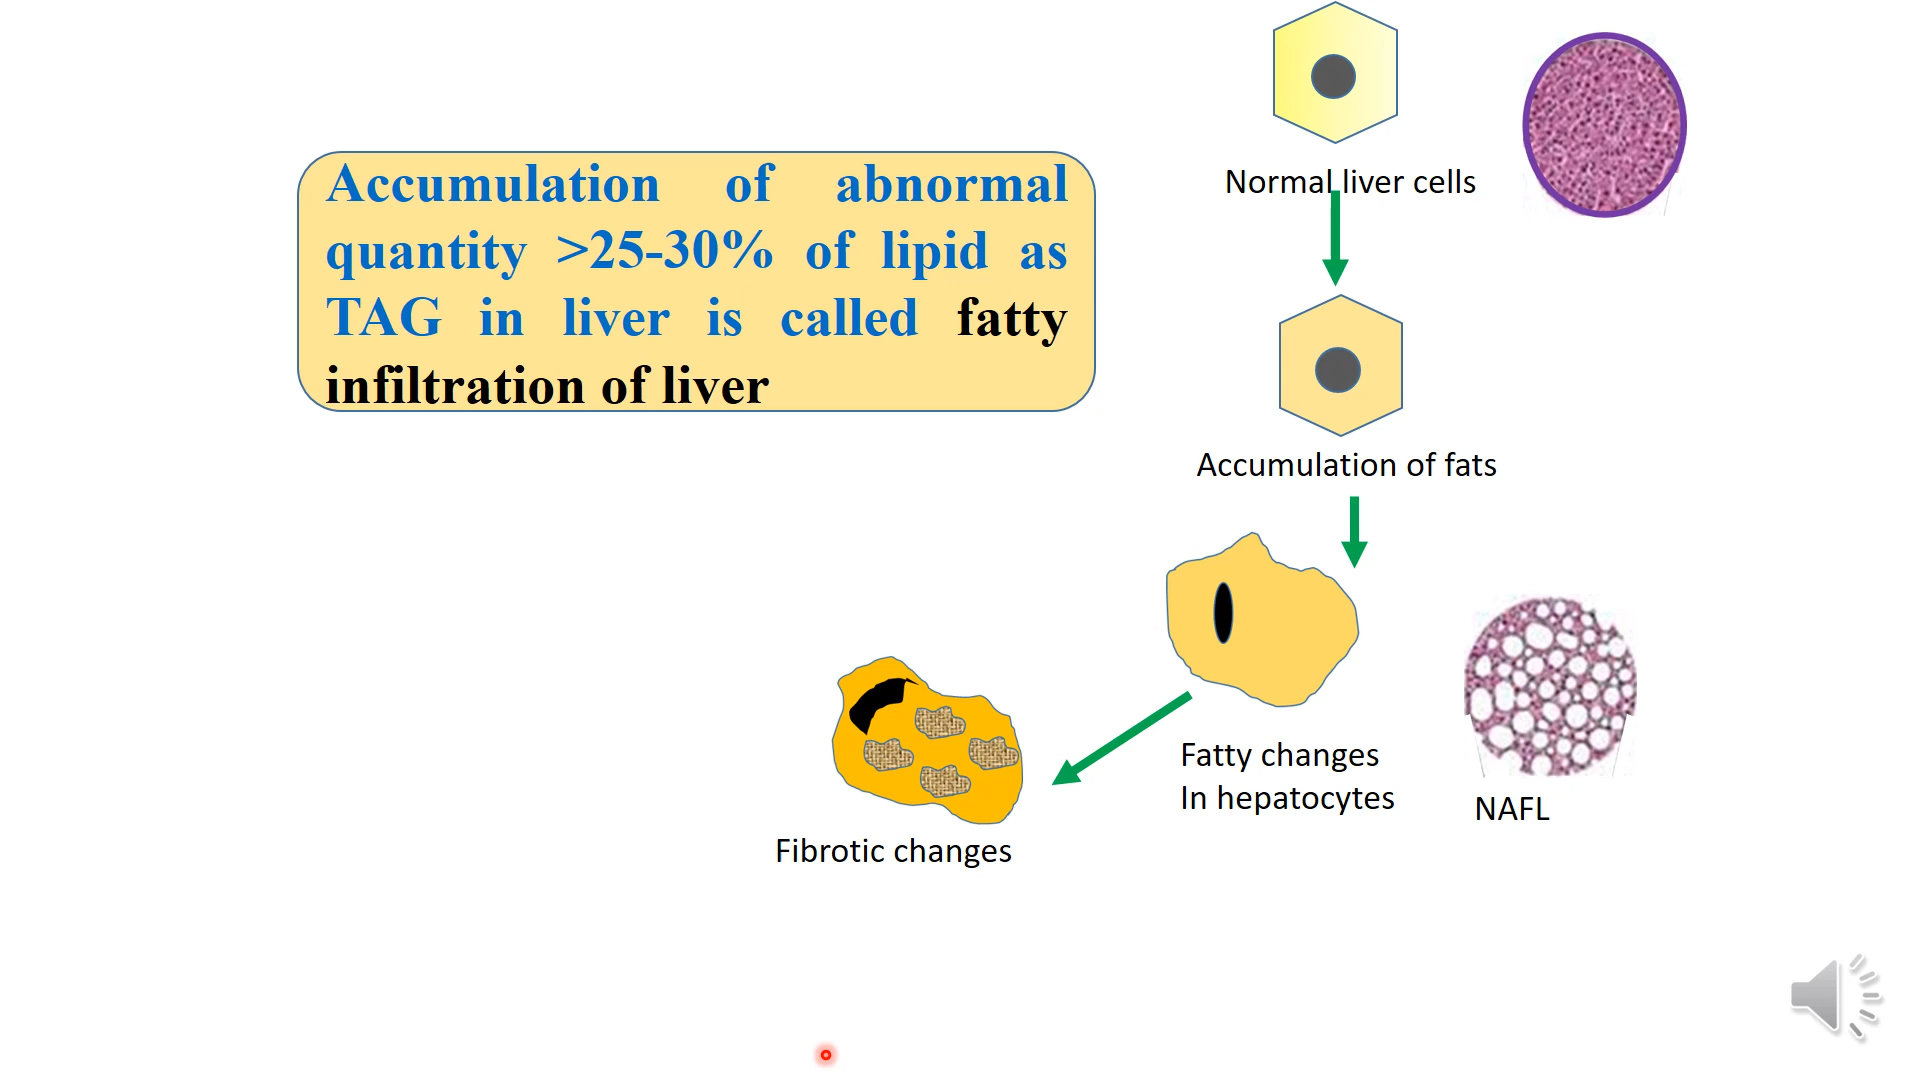 Accumulation of abnormal
quantity >25-30% of lipid as
TAG in liver is called fatty
infiltration of liver
Normal liver cells
Accumulation of fats
Fatty changes
In hepatocytes
NAFL
Fibrotic changes